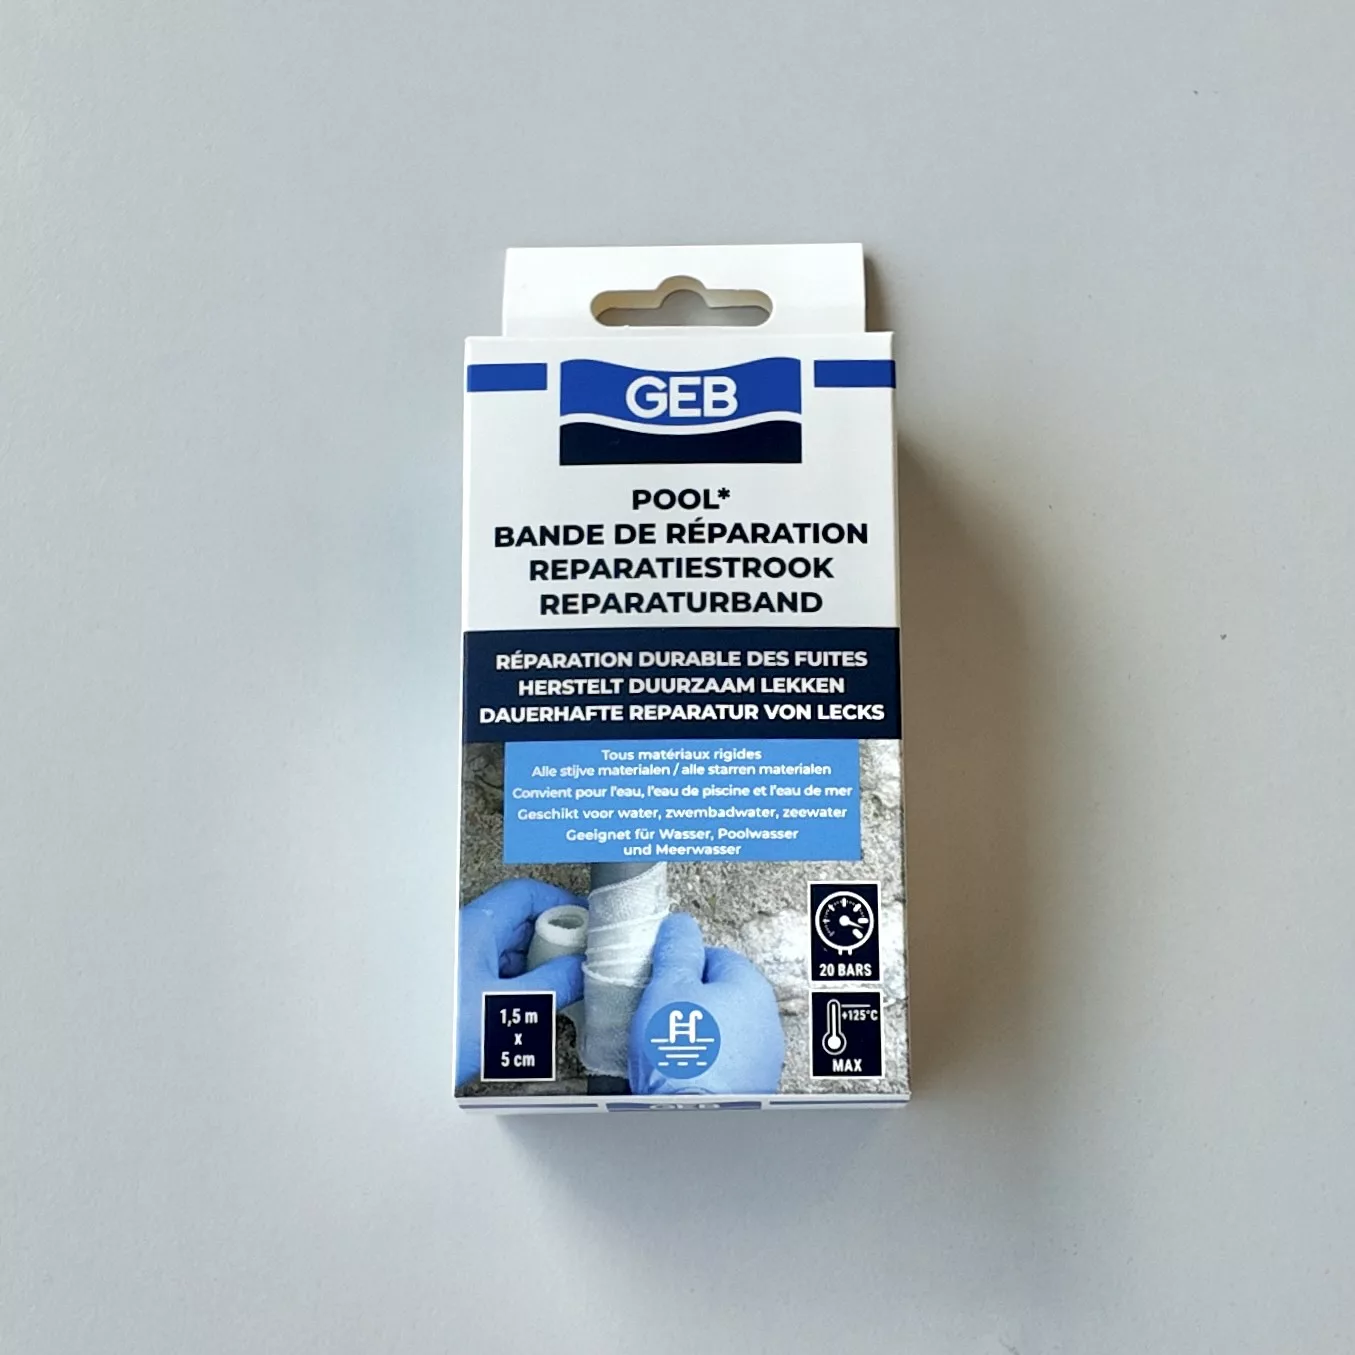 GEB
POOL*
BANDE DE RÉPARATION
REPARATIESTROOK
REPARATURBAND
RÉPARATION DURABLE DES FUITES
HERSTELT DUURZAAM LEKKEN
DAUERHAFTE REPARATUR VON LECKS
Tous matériaux rigides
Alle stijve materialen / alle starren materialen
Convient pour l'eau, l'eau de piscine et l'eau de mer
Geschikt voor water, zwembadwater, zeewater
Geeignet für Wasser, Poolwasser
und Meerwasser
20 BARS
1,5 m
x
5 cm
+125°C
MAX
GEB